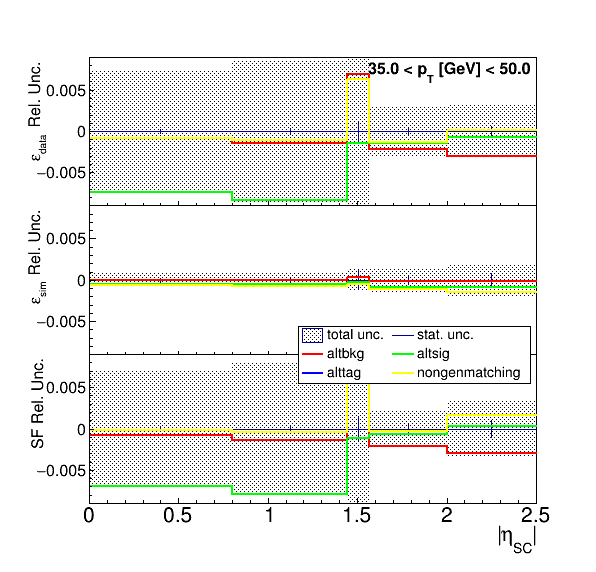 35.0 < p_T [GeV] < 50.0
ε_data Rel. Unc.
0.005
0
−0.005
ε_sim Rel. Unc.
0.005
0
−0.005
total unc. stat. unc.
altbkg altsig
alttag nongenmatching
SF Rel. Unc.
0.005
0
−0.005
0 0.5 1 1.5 2 2.5
|η_SC|